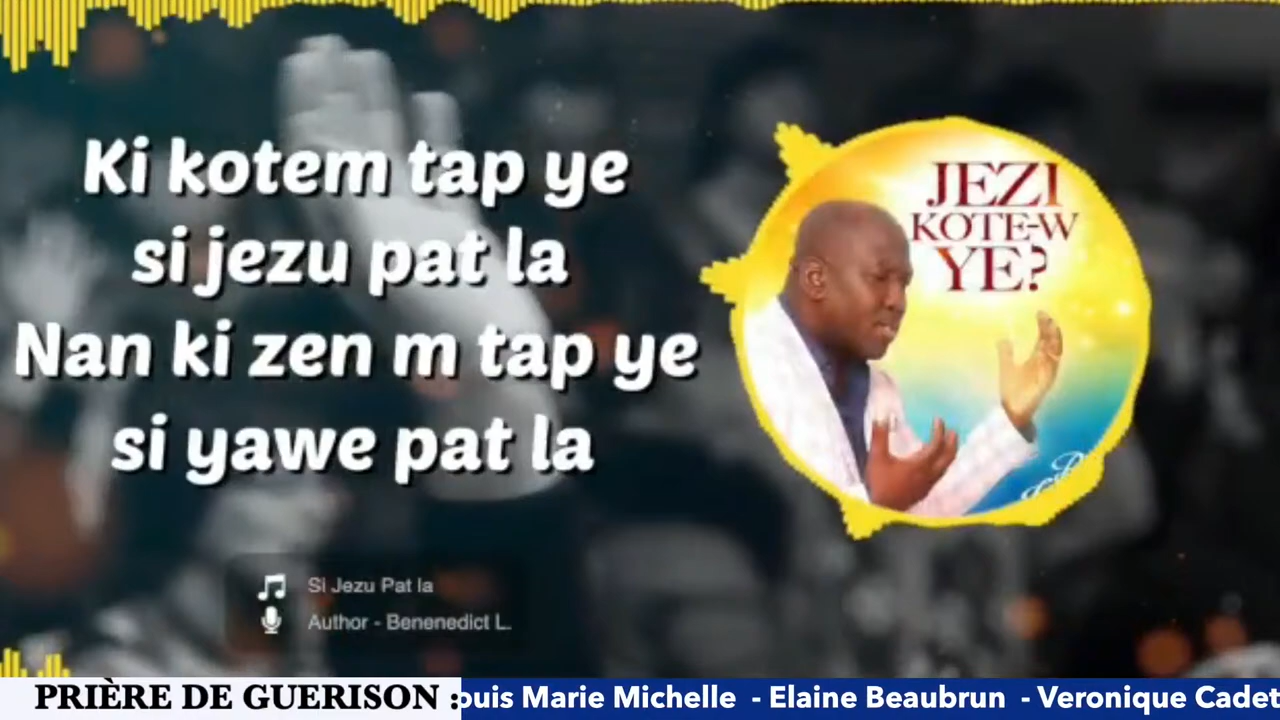 Ki kotem tap ye
si jezu pat la
Nan ki zen m tap ye
si yawe pat la
JEZI
KOTE-W
YE?
Si Jezu Pat la
Author - Benenedict L.
PRIÈRE DE GUERISON :
ouis Marie Michelle - Elaine Beaubrun - Veronique Cadet